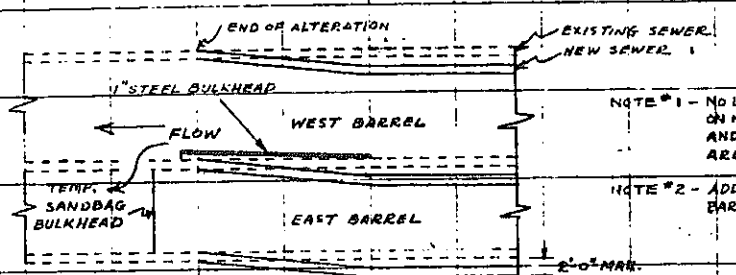 END OF ALTERATION
EXISTING SEWER
NEW SEWER
1" STEEL BULKHEAD
WEST BARREL
FLOW
TEMP.
SANDBAG
BULKHEAD
EAST BARREL
2'-0" MAX.
NOTE #1 - NO
ON
AND
ARE
NOTE #2 - ADD
BAR